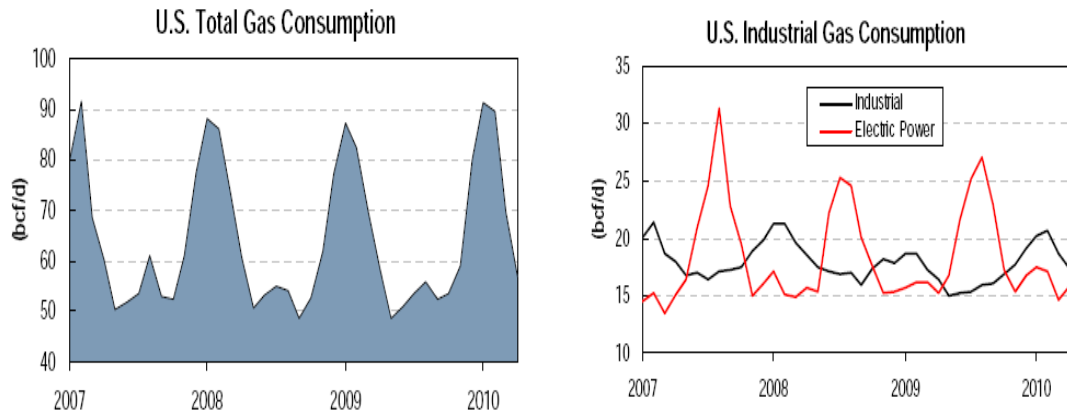 U.S. Total Gas Consumption
100
90
80
70
60
50
40
(bcf/d)
2007 2008 2009 2010
U.S. Industrial Gas Consumption
35
30
25
20
15
10
(bcf/d)
Industrial
Electric Power
2007 2008 2009 2010